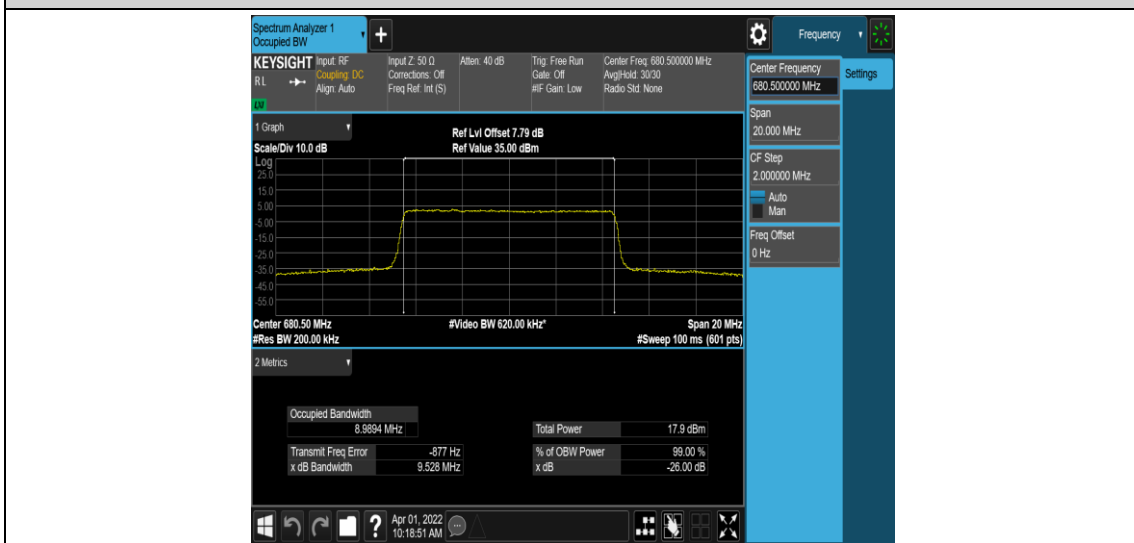 Spectrum Analyzer 1
Occupied BW
+
Frequency
KEYSIGHT
RL
LXI
Input: RF
Coupling: DC
Align: Auto
Input Z: 50 Ω
Corrections: Off
Freq Ref: Int (S)
Atten: 40 dB
Trig: Free Run
Gate: Off
#IF Gain: Low
Center Freq: 680.500000 MHz
Avg|Hold: 30/30
Radio Std: None
Center Frequency
680.500000 MHz
Settings
Span
20.000 MHz
CF Step
2.000000 MHz
Auto
Man
Freq Offset
0 Hz
1 Graph
Ref Lvl Offset 7.79 dB
Scale/Div 10.0 dB
Ref Value 35.00 dBm
Log
25.0
15.0
5.00
-5.00
-15.0
-25.0
-35.0
-45.0
-55.0
Center 680.50 MHz
#Video BW 620.00 kHz*
Span 20 MHz
#Res BW 200.00 kHz
#Sweep 100 ms (601 pts)
2 Metrics
Occupied Bandwidth
8.9894 MHz
Total Power 17.9 dBm
Transmit Freq Error -877 Hz
% of OBW Power 99.00 %
x dB Bandwidth 9.528 MHz
x dB -26.00 dB
?
Apr 01, 2022
10:18:51 AM